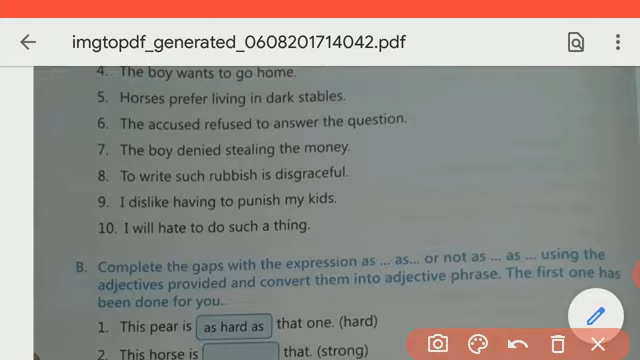 imgtopdf_generated_0608201714042.pdf
4. The boy wants to go home.
5. Horses prefer living in dark stables.
6. The accused refused to answer the question.
7. The boy denied stealing the money.
8. To write such rubbish is disgraceful.
9. I dislike having to punish my kids.
10. I will hate to do such a thing.
B. Complete the gaps with the expression as ... as... or not as ... as ... using the
adjectives provided and convert them into adjective phrase. The first one has
been done for you.
1. This pear is as hard as that one. (hard)
2. This horse is that. (strong)